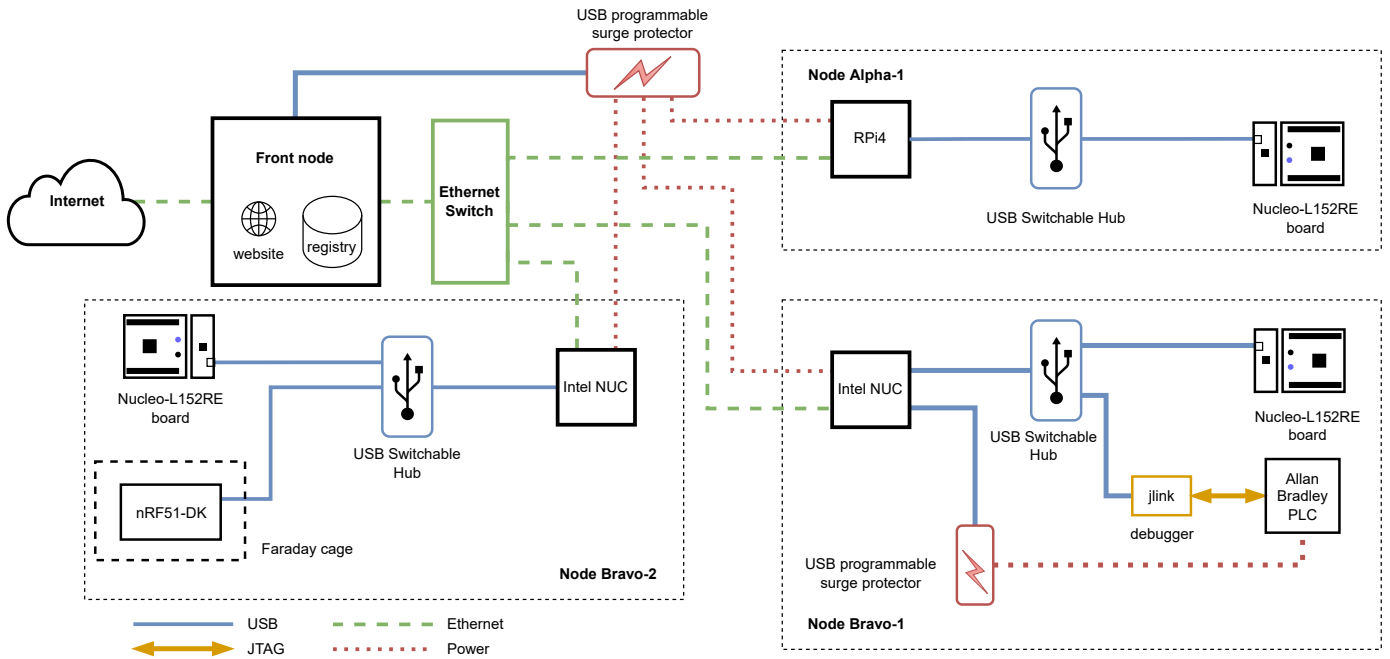 USB programmable
surge protector
Node Alpha-1
RPi4
USB Switchable Hub
Nucleo-L152RE
board
Internet
Front node
website
registry
Ethernet
Switch
Nucleo-L152RE
board
USB Switchable
Hub
Intel NUC
nRF51-DK
Faraday cage
Node Bravo-2
Intel NUC
USB Switchable
Hub
Nucleo-L152RE
board
jlink
debugger
Allan
Bradley
PLC
USB programmable
surge protector
Node Bravo-1
USB
Ethernet
JTAG
Power